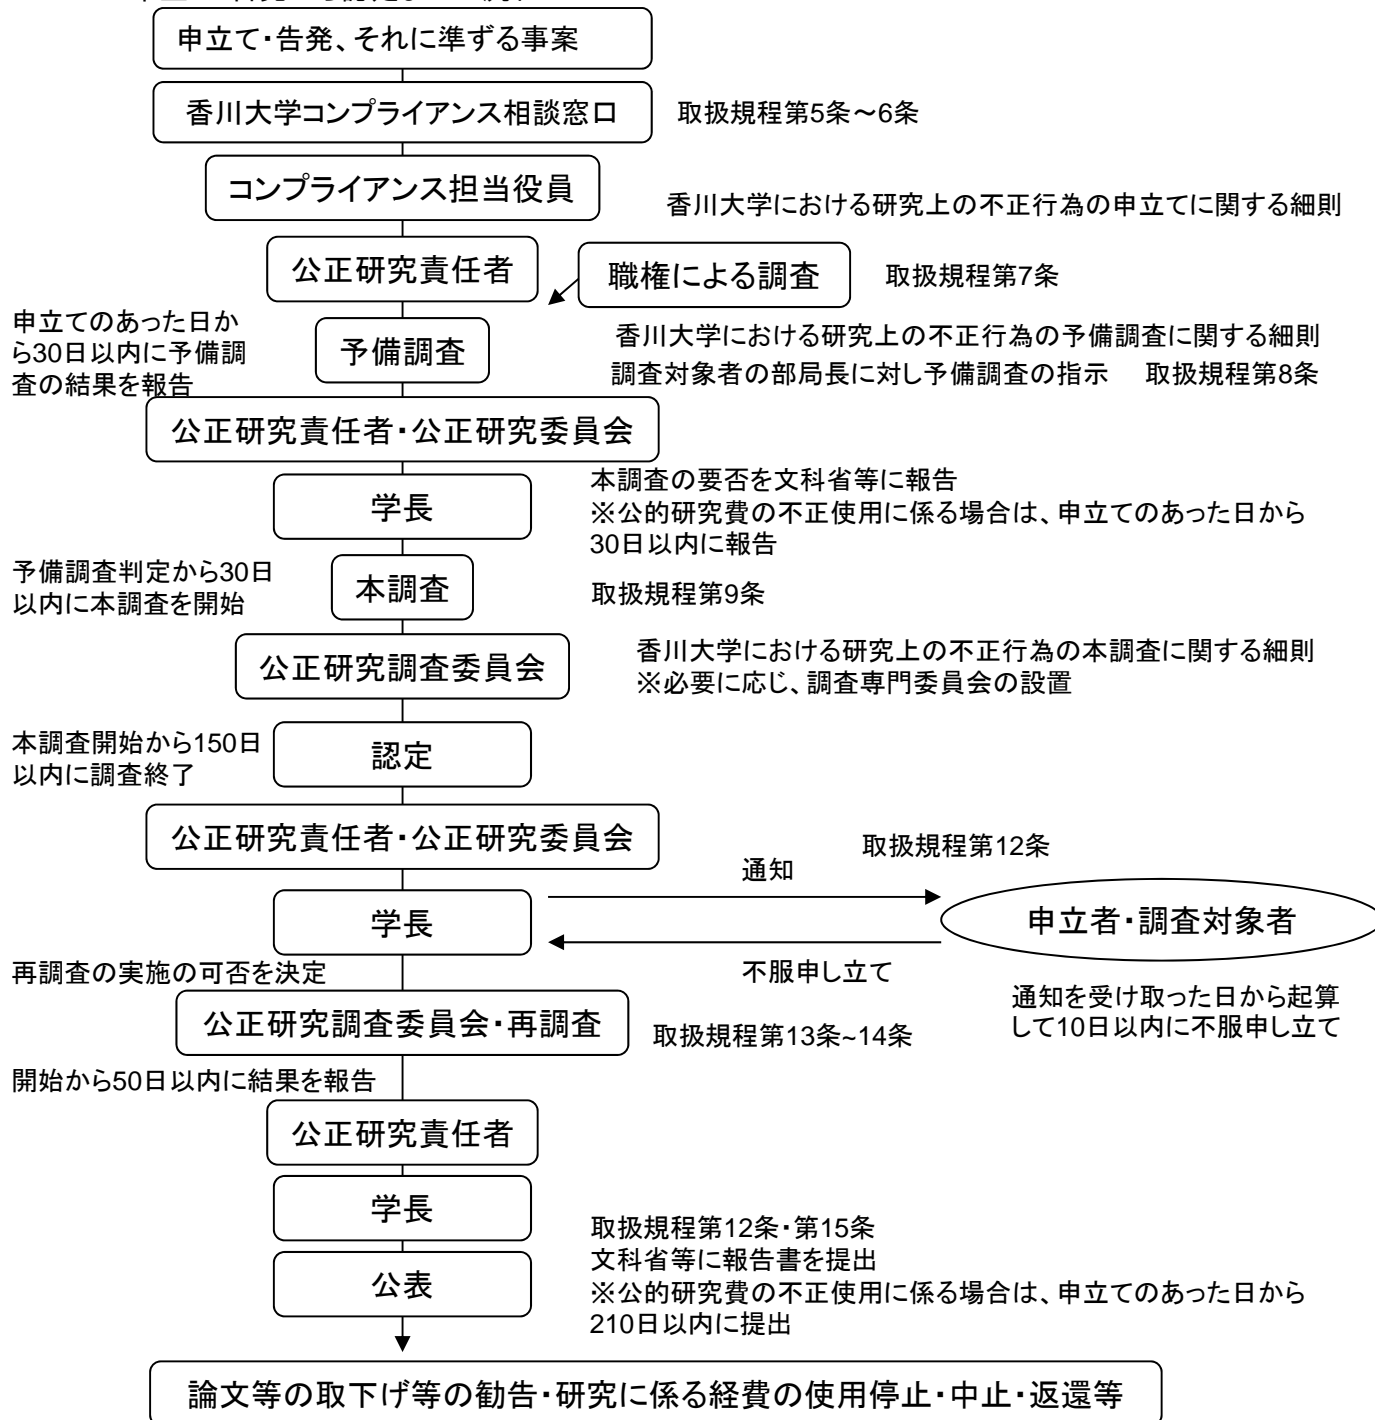 申立て・告発、それに準ずる事案
香川大学コンプライアンス相談窓口
取扱規程第5条～6条
コンプライアンス担当役員
香川大学における研究上の不正行為の申立てに関する細則
公正研究責任者
職権による調査
取扱規程第7条
申立てのあった日か
ら30日以内に予備調
査の結果を報告
予備調査
香川大学における研究上の不正行為の予備調査に関する細則
調査対象者の部局長に対し予備調査の指示　取扱規程第8条
公正研究責任者・公正研究委員会
学長
本調査の要否を文科省等に報告
※公的研究費の不正使用に係る場合は、申立てのあった日から
30日以内に報告
予備調査判定から30日
以内に本調査を開始
本調査
取扱規程第9条
公正研究調査委員会
香川大学における研究上の不正行為の本調査に関する細則
※必要に応じ、調査専門委員会の設置
本調査開始から150日
以内に調査終了
認定
公正研究責任者・公正研究委員会
取扱規程第12条
通知
学長
申立者・調査対象者
不服申し立て
再調査の実施の可否を決定
通知を受け取った日から起算
して10日以内に不服申し立て
公正研究調査委員会・再調査
取扱規程第13条~14条
開始から50日以内に結果を報告
公正研究責任者
学長
取扱規程第12条・第15条
文科省等に報告書を提出
※公的研究費の不正使用に係る場合は、申立てのあった日から
210日以内に提出
公表
論文等の取下げ等の勧告・研究に係る経費の使用停止・中止・返還等